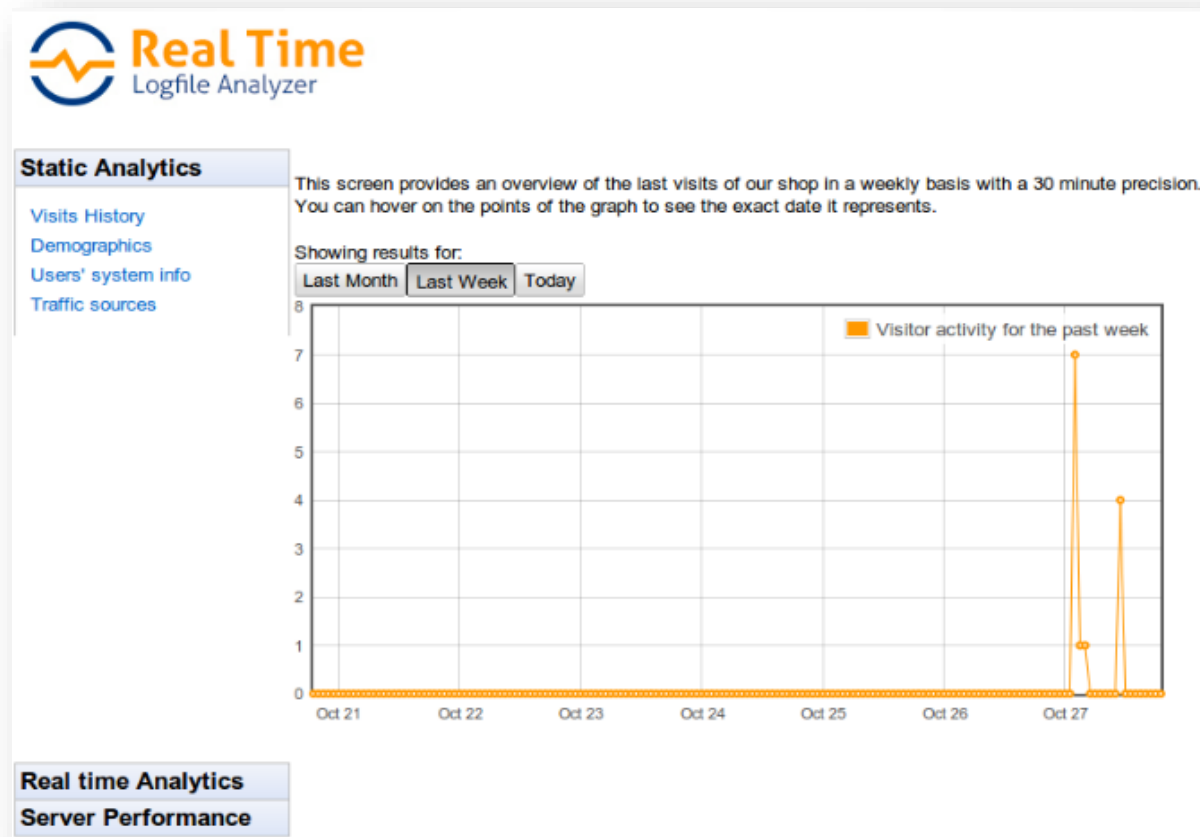 Real Time
Logfile Analyzer
Static Analytics
Visits History
Demographics
Users' system info
Traffic sources
This screen provides an overview of the last visits of our shop in a weekly basis with a 30 minute precision.
You can hover on the points of the graph to see the exact date it represents.
Showing results for:
Last Month Last Week Today
Visitor activity for the past week
8
7
6
5
4
3
2
1
0
Oct 21 Oct 22 Oct 23 Oct 24 Oct 25 Oct 26 Oct 27
Real time Analytics
Server Performance